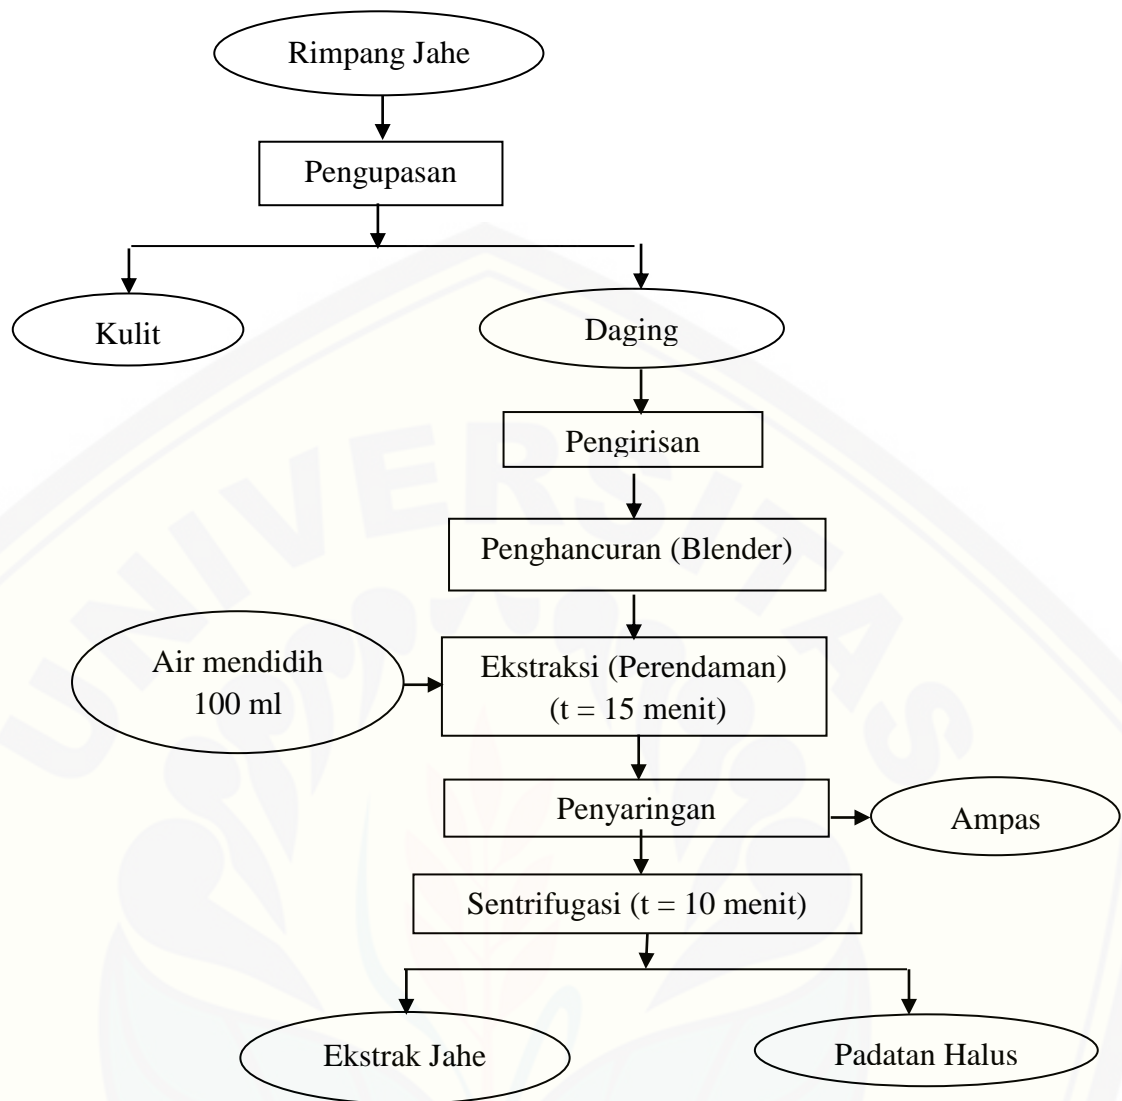 Rimpang Jahe
Pengupasan
Kulit
Daging
Pengirisan
Penghancuran (Blender)
Air mendidih
100 ml
Ekstraksi (Perendaman)
(t = 15 menit)
Penyaringan
Ampas
Sentrifugasi (t = 10 menit)
Ekstrak Jahe
Padatan Halus
UNIVERSITAS